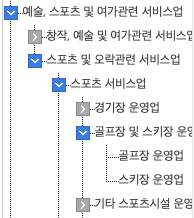 예술, 스포츠 및 여가관련 서비스업
창작, 예술 및 여가관련 서비스업
스포츠 및 오락관련 서비스업
스포츠 서비스업
경기장 운영업
골프장 및 스키장 운영
골프장 운영업
스키장 운영업
기타 스포츠시설 운영